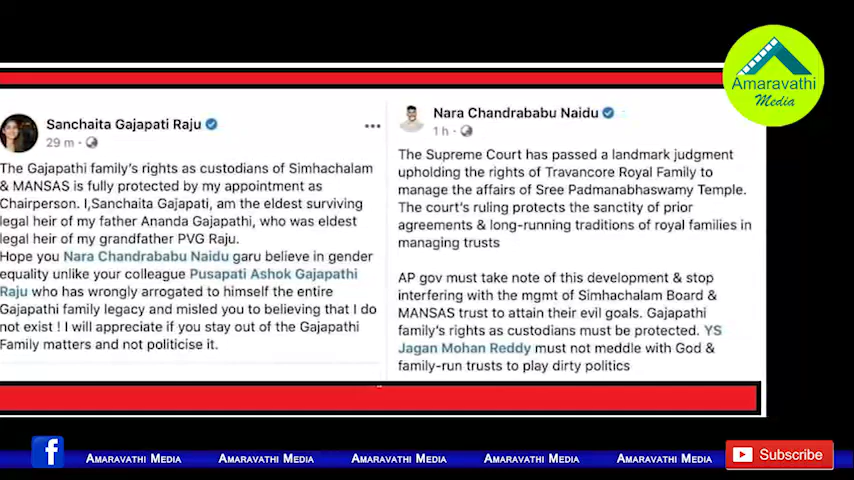 Amaravathi
Media
Sanchaita Gajapati Raju
29 m
The Gajapathi family's rights as custodians of Simhachalam
& MANSAS is fully protected by my appointment as
Chairperson. I,Sanchaita Gajapati, am the eldest surviving
legal heir of my father Ananda Gajapathi, who was eldest
legal heir of my grandfather PVG Raju.
Hope you Nara Chandrababu Naidu garu believe in gender
equality unlike your colleague Pusapati Ashok Gajapathi
Raju who has wrongly arrogated to himself the entire
Gajapathi family legacy and misled you to believing that I do
not exist ! I will appreciate if you stay out of the Gajapathi
Family matters and not politicise it.
Nara Chandrababu Naidu
1 h
The Supreme Court has passed a landmark judgment
upholding the rights of Travancore Royal Family to
manage the affairs of Sree Padmanabhaswamy Temple.
The court's ruling protects the sanctity of prior
agreements & long-running traditions of royal families in
managing trusts
AP gov must take note of this development & stop
interfering with the mgmt of Simhachalam Board &
MANSAS trust to attain their evil goals. Gajapathi
family's rights as custodians must be protected. YS
Jagan Mohan Reddy must not meddle with God &
family-run trusts to play dirty politics
f
Amaravathi Media
Amaravathi Media
Amaravathi Media
Amaravathi Media
Amaravathi Media
Subscribe